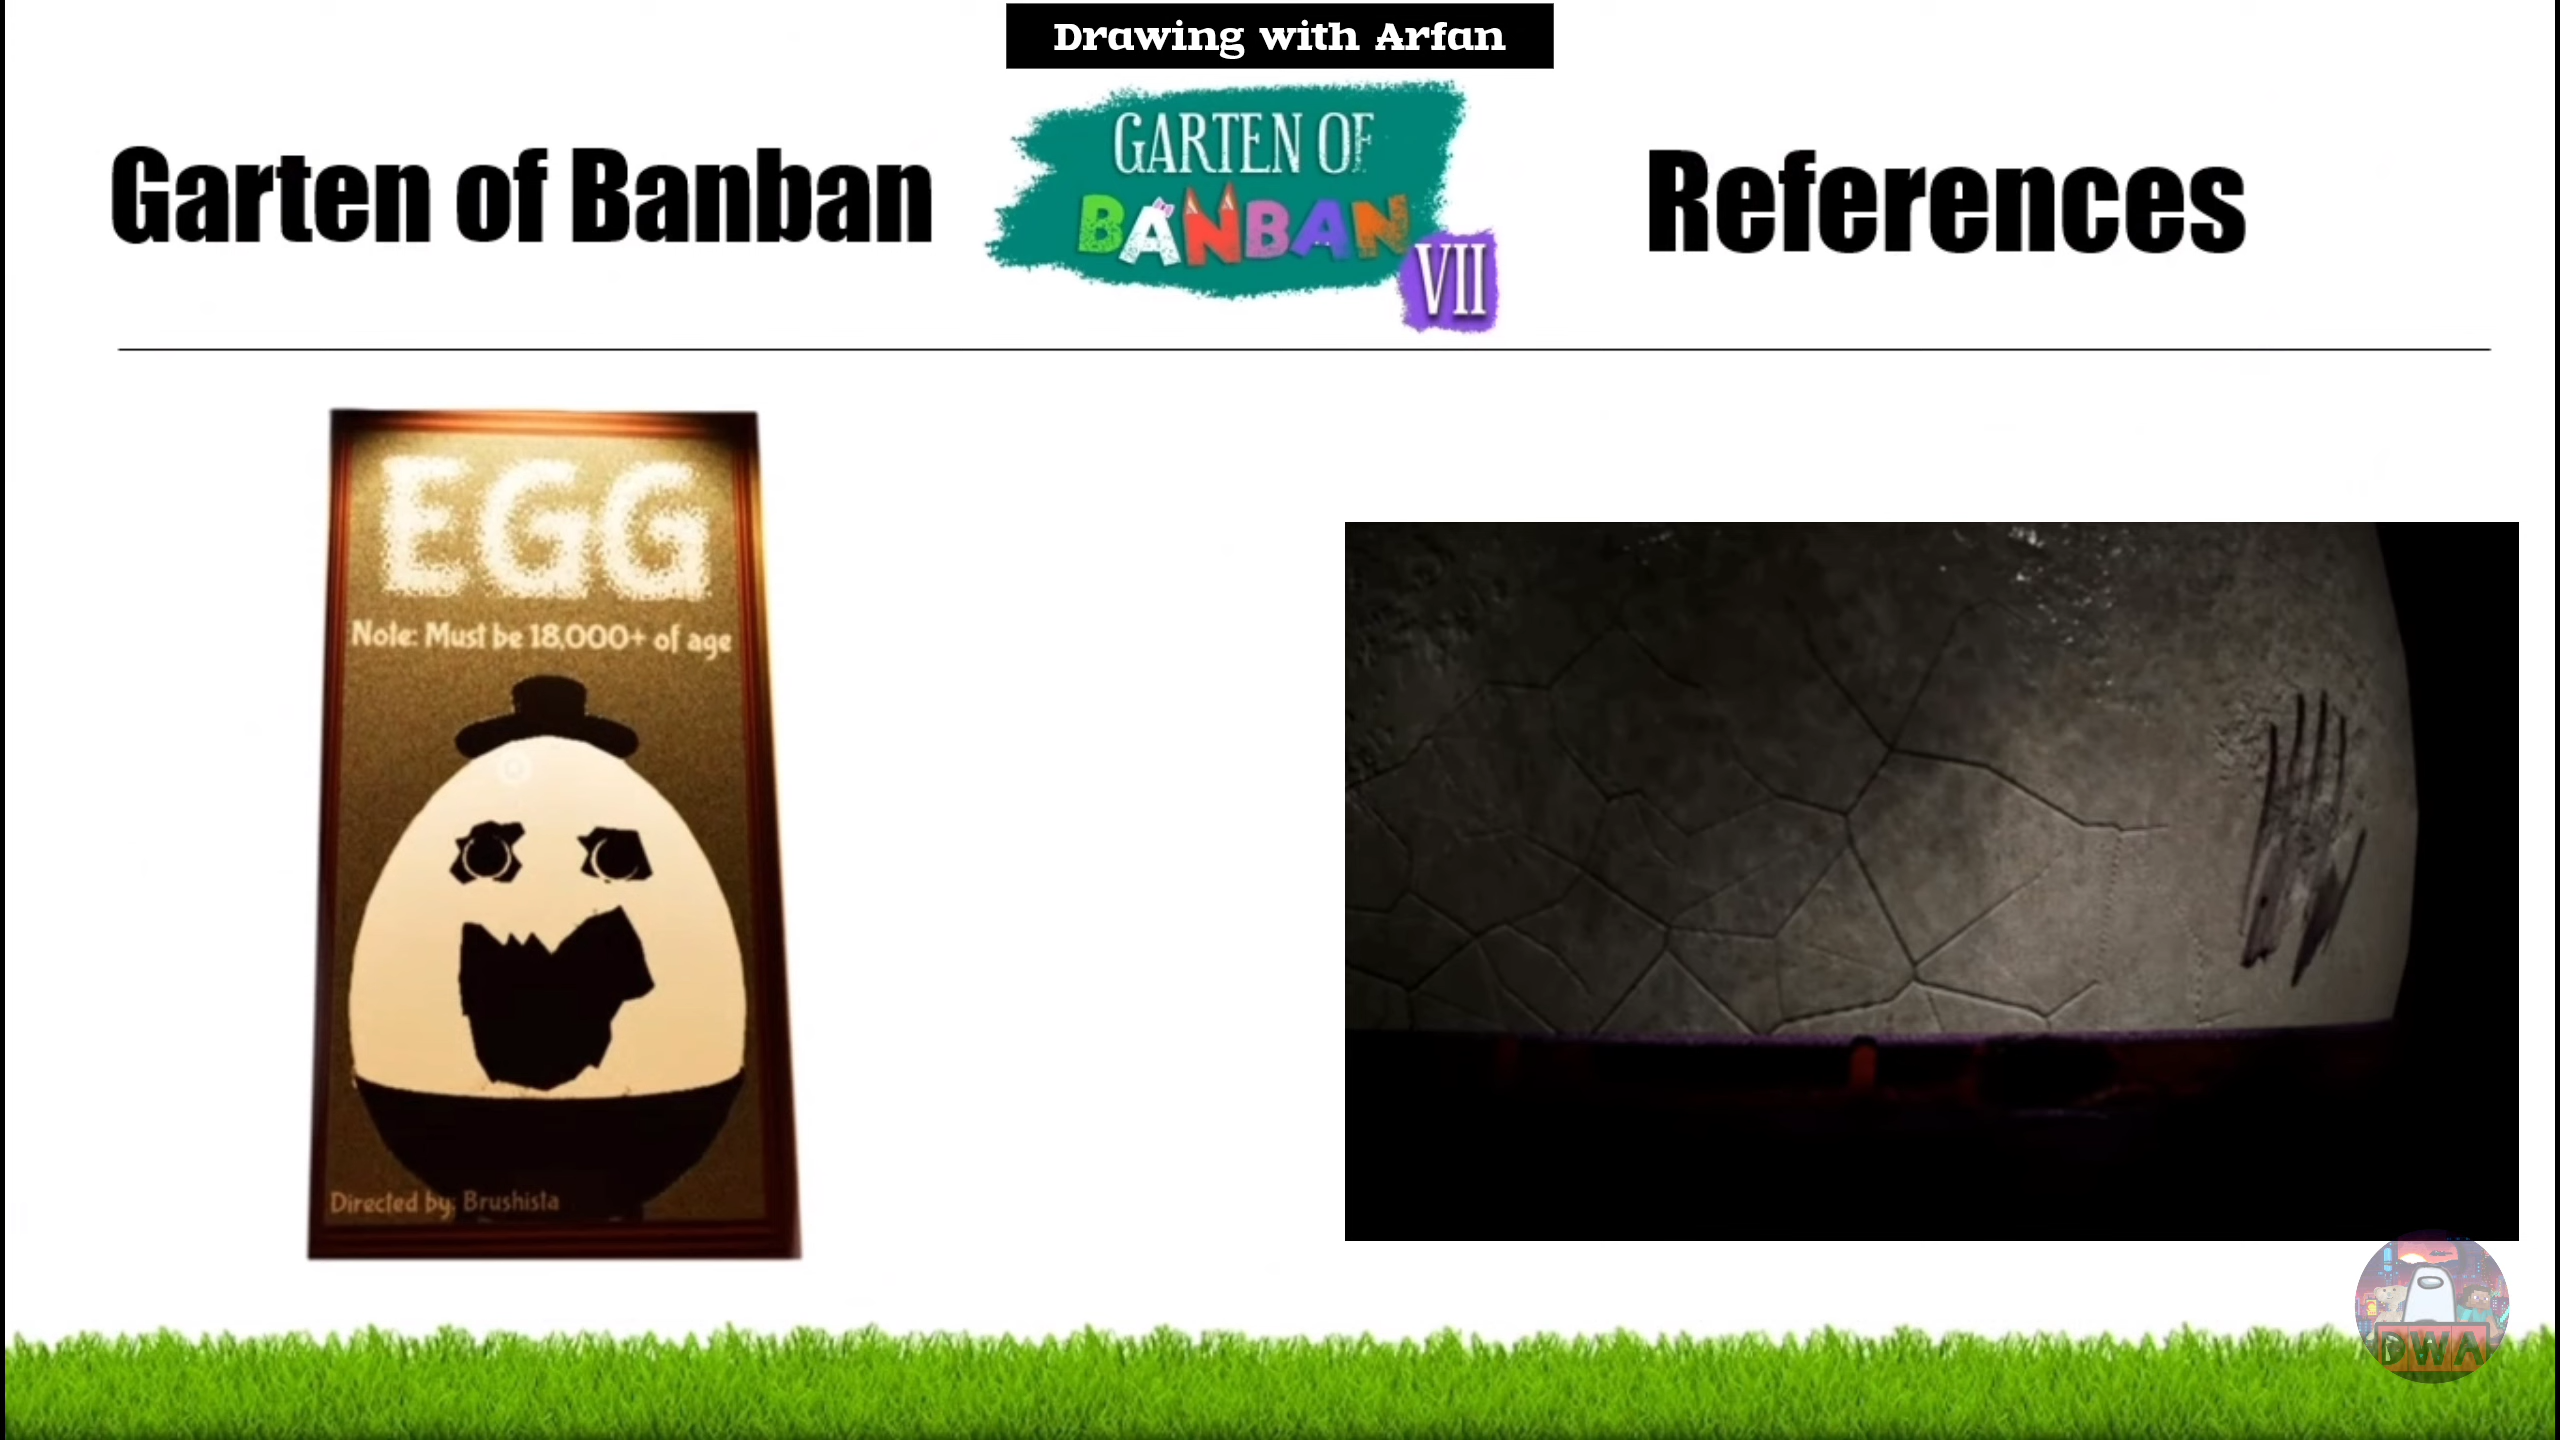 Drawing with Arfan
Garten of Banban
GARTEN OF
BANBAN
VII
References
EGG
Note: Must be 18,000+ of age
Directed by: Brushista
DWA